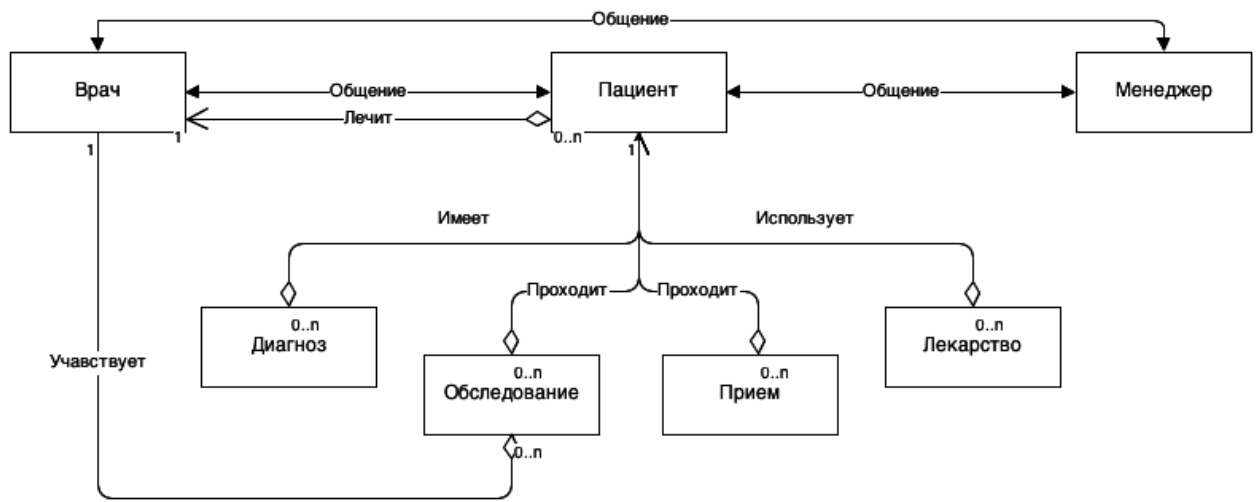 Общение
Врач
Общение
Пациент
Общение
Менеджер
Лечит
0..n
1
1
1
Имеет
Использует
Проходит
Проходит
0..n
Диагноз
0..n
Лекарство
Учавствует
0..n
Обследование
0..n
Прием
0..n